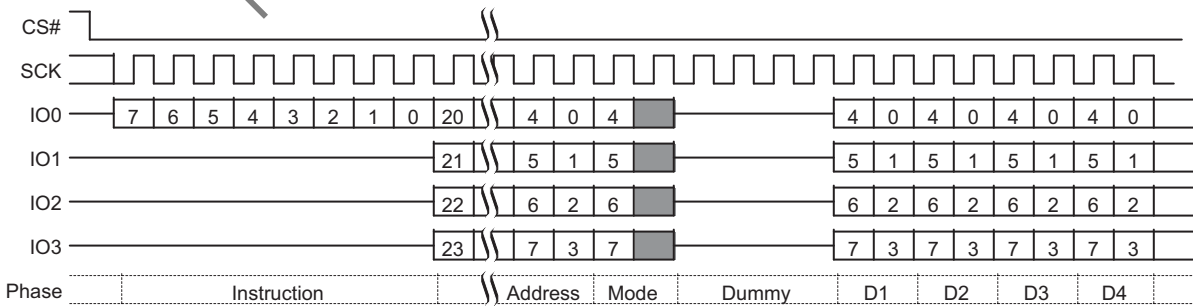 CS#
SCK
IO0 7 6 5 4 3 2 1 0 20 4 0 4 4 0 4 0 4 0 4 0
IO1 21 5 1 5 5 1 5 1 5 1 5 1
IO2 22 6 2 6 6 2 6 2 6 2 6 2
IO3 23 7 3 7 7 3 7 3 7 3 7 3
Phase Instruction Address Mode Dummy D1 D2 D3 D4